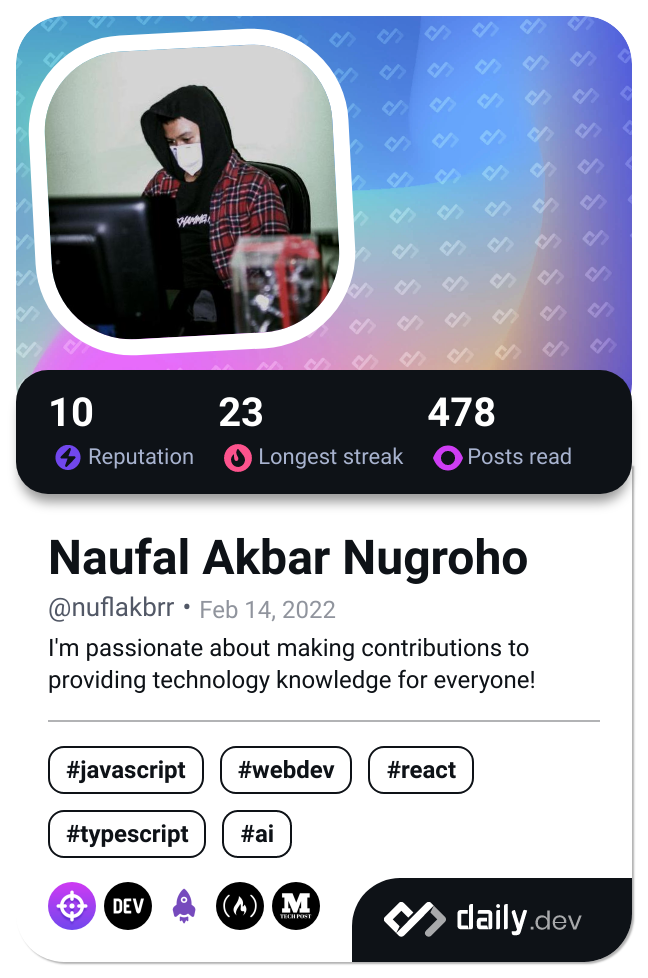 10 23 478
Reputation Longest streak Posts read
Naufal Akbar Nugroho
@nuflakbrr • Feb 14, 2022
I'm passionate about making contributions to
providing technology knowledge for everyone!
#javascript #webdev #react
#typescript #ai
DEV
M
TECH POST
daily.dev